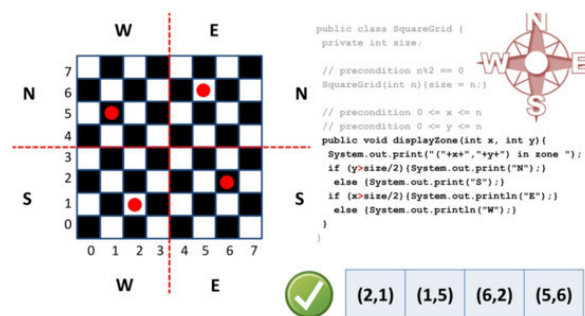 W E
N N
7
6
5
4
3
2
1
0
S S
0 1 2 3 4 5 6 7
W E
public class SquareGrid {
private int size;
// precondition n%2 == 0
SquareGrid(int n){size = n;}
// precondition 0 <= x <= n
// precondition 0 <= y <= n
public void displayZone(int x, int y){
System.out.print("("+x+","+y+") in zone ");
if (y>size/2){System.out.print("N");}
else {System.out.print("S");}
if (x>size/2){System.out.println("E");}
else {System.out.println("W");}
}
}
N
W E
S
(2,1) (1,5) (6,2) (5,6)